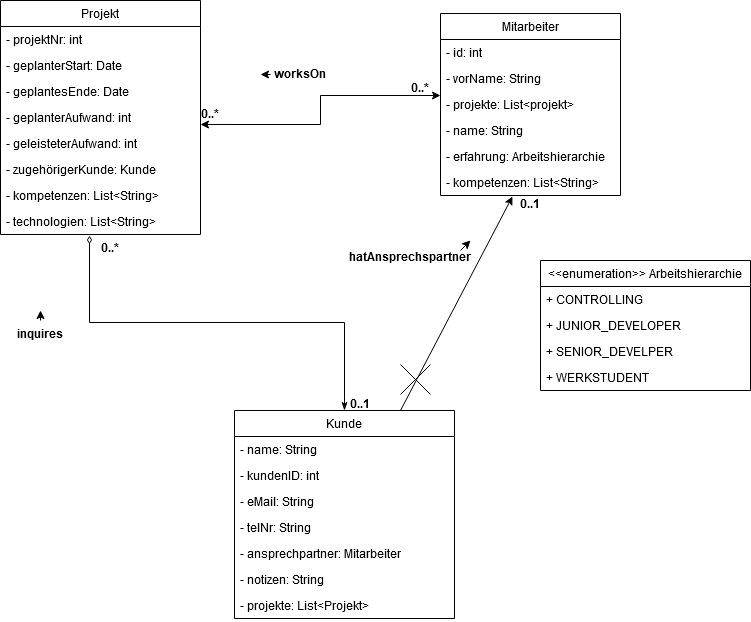 Projekt
- projektNr: int
- geplanterStart: Date
- geplantesEnde: Date
- geplanterAufwand: int
- geleisteterAufwand: int
- zugehörigerKunde: Kunde
- kompetenzen: List<String>
- technologien: List<String>
worksOn
0..*
0..*
Mitarbeiter
- id: int
- vorName: String
- projekte: List<projekt>
- name: String
- erfahrung: Arbeitshierarchie
- kompetenzen: List<String>
0..1
0..*
hatAnsprechspartner
inquires
0..1
<<enumeration>> Arbeitshierarchie
+ CONTROLLING
+ JUNIOR_DEVELOPER
+ SENIOR_DEVELPER
+ WERKSTUDENT
Kunde
- name: String
- kundenID: int
- eMail: String
- telNr: String
- ansprechpartner: Mitarbeiter
- notizen: String
- projekte: List<Projekt>